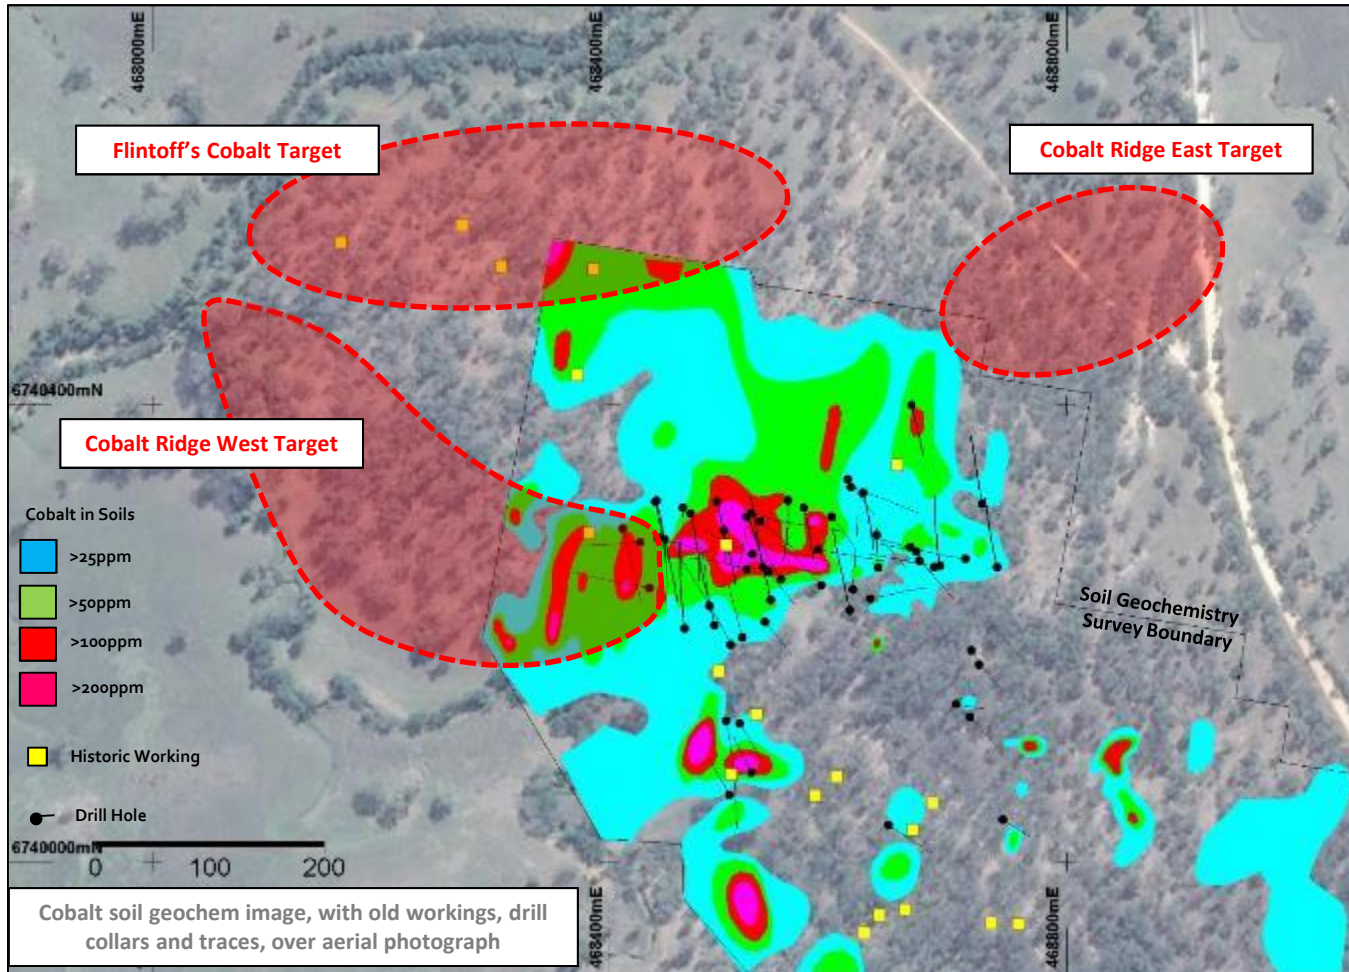 468000mE
468400mE
468800mE
Flintoff's Cobalt Target
Cobalt Ridge East Target
6740400mN
Cobalt Ridge West Target
Cobalt in Soils
>25ppm
>50ppm
>100ppm
>200ppm
Historic Working
Drill Hole
Soil Geochemistry
Survey Boundary
6740000mN
0 100 200
Cobalt soil geochem image, with old workings, drill
collars and traces, over aerial photograph
468400mE
468800mE